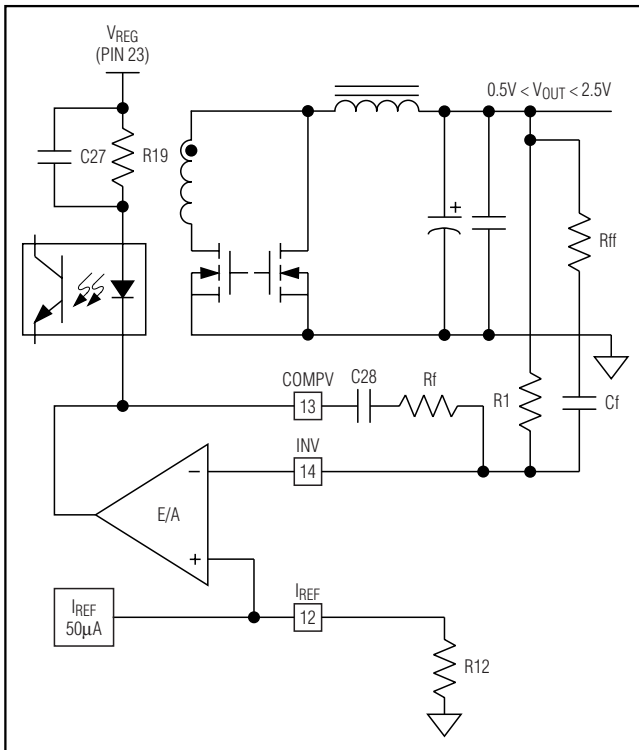 VREG
(PIN 23)
0.5V < VOUT < 2.5V
C27
R19
+
Rff
COMPV
C28
Rf
13
R1
Cf
INV
14
−
E/A
+
IREF
50µA
IREF
12
R12